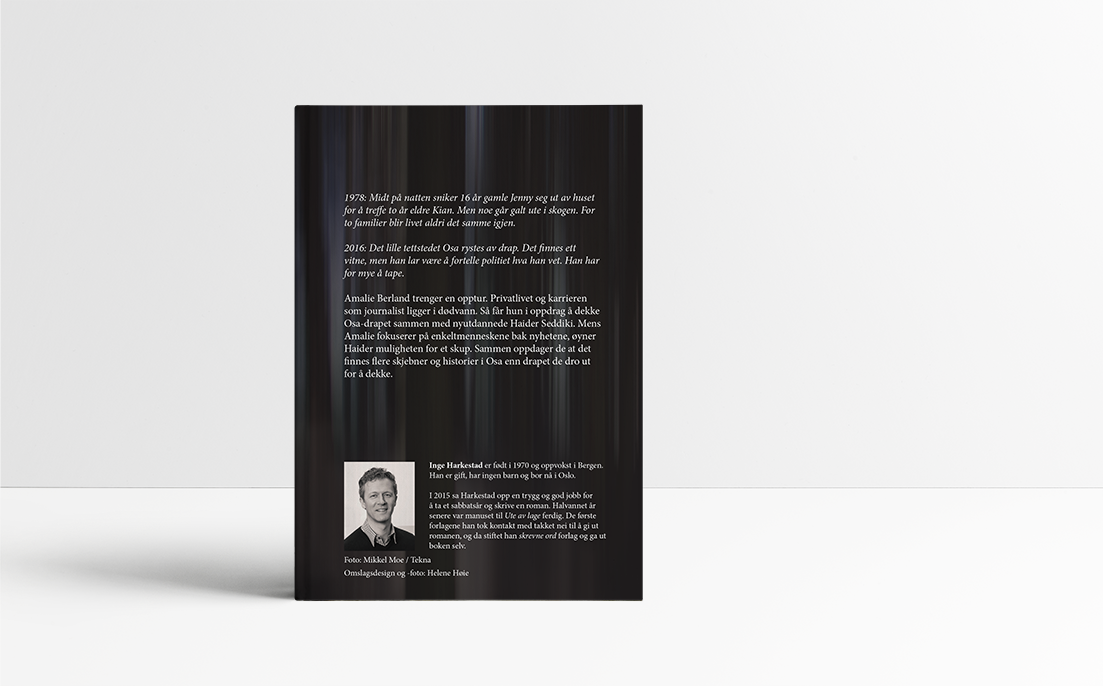 1978: Midt på natten sniker 16 år gamle Jenny seg ut av huset
for å treffe to år eldre Kian. Men noe går galt ute i skogen. For
to familier blir livet aldri det samme igjen.
2016: Det lille tettstedet Osa rystes av drap. Det finnes ett
vitne, men han lar være å fortelle politiet hva han vet. Han har
for mye å tape.
Amalie Berland trenger en opptur. Privatlivet og karrieren
som journalist ligger i dødvann. Så får hun i oppdrag å dekke
Osa-drapet sammen med nyutdannede Haider Seddiki. Mens
Amalie fokuserer på enkeltmenneskene bak nyhetene, øyner
Haider muligheten for et skup. Sammen oppdager de at det
finnes flere skjebner og historier i Osa enn drapet de dro ut
for å dekke.
Inge Harkestad er født i 1970 og oppvokst i Bergen.
Han er gift, har ingen barn og bor nå i Oslo.
I 2015 sa Harkestad opp en trygg og god jobb for
å ta et sabbatsår og skrive en roman. Halvannet år
senere var manuset til Ute av lage ferdig. De første
forlagene han tok kontakt med takket nei til å gi ut
romanen, og da stiftet han skrevne ord forlag og ga ut
boken selv.
Foto: Mikkel Moe / Tekna
Omslagsdesign og -foto: Helene Høie